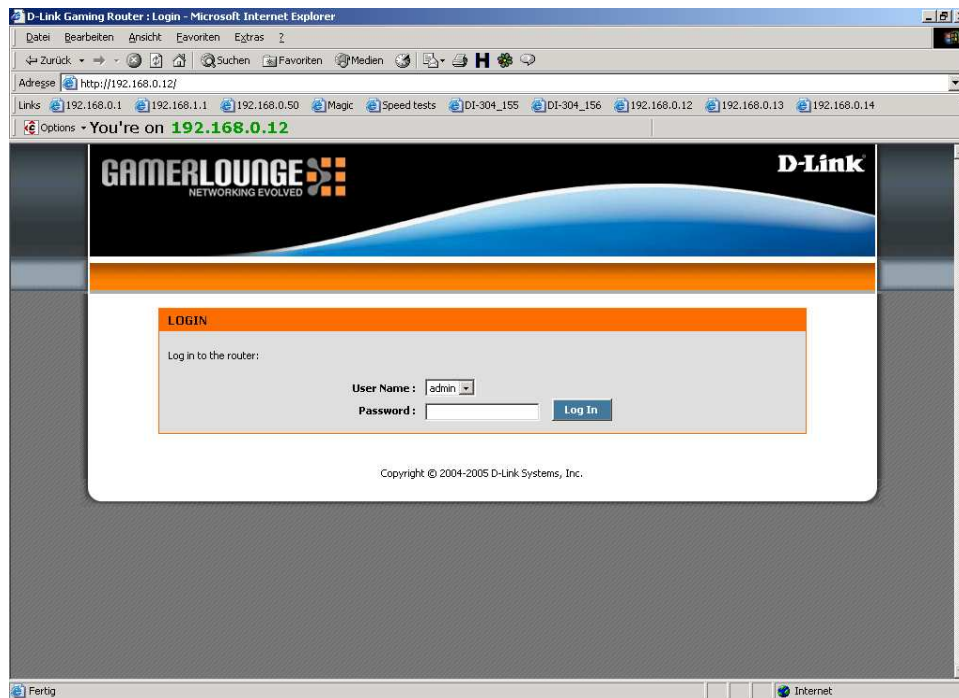 D-Link Gaming Router : Login - Microsoft Internet Explorer
Datei Bearbeiten Ansicht Favoriten Extras ?
Zurück Suchen Favoriten Medien
Adresse http://192.168.0.12/
Links 192.168.0.1 192.168.1.1 192.168.0.50 Magic Speed tests DI-304_155 DI-304_156 192.168.0.12 192.168.0.13 192.168.0.14
Options You're on 192.168.0.12
GAMERLOUNGE
NETWORKING EVOLVED
D-Link
LOGIN
Log in to the router:
User Name : admin
Password : Log In
Copyright © 2004-2005 D-Link Systems, Inc.
Fertig Internet